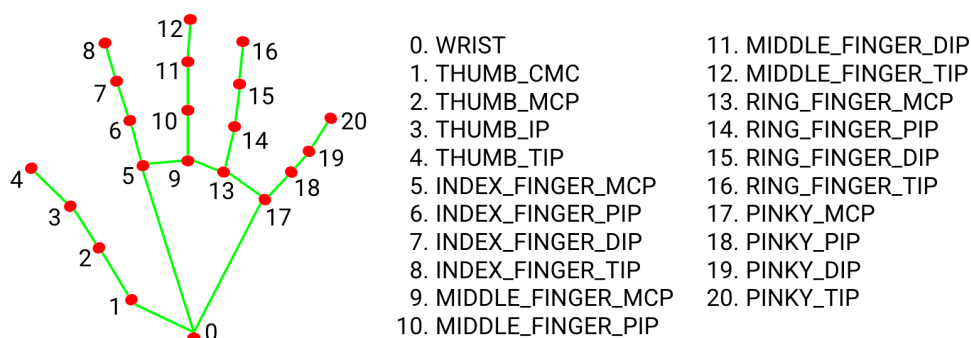 12
8
16
11
7
15
10
6
14
20
19
4
5
9
13
18
3
17
2
1
0
0. WRIST
1. THUMB_CMC
2. THUMB_MCP
3. THUMB_IP
4. THUMB_TIP
5. INDEX_FINGER_MCP
6. INDEX_FINGER_PIP
7. INDEX_FINGER_DIP
8. INDEX_FINGER_TIP
9. MIDDLE_FINGER_MCP
10. MIDDLE_FINGER_PIP
11. MIDDLE_FINGER_DIP
12. MIDDLE_FINGER_TIP
13. RING_FINGER_MCP
14. RING_FINGER_PIP
15. RING_FINGER_DIP
16. RING_FINGER_TIP
17. PINKY_MCP
18. PINKY_PIP
19. PINKY_DIP
20. PINKY_TIP